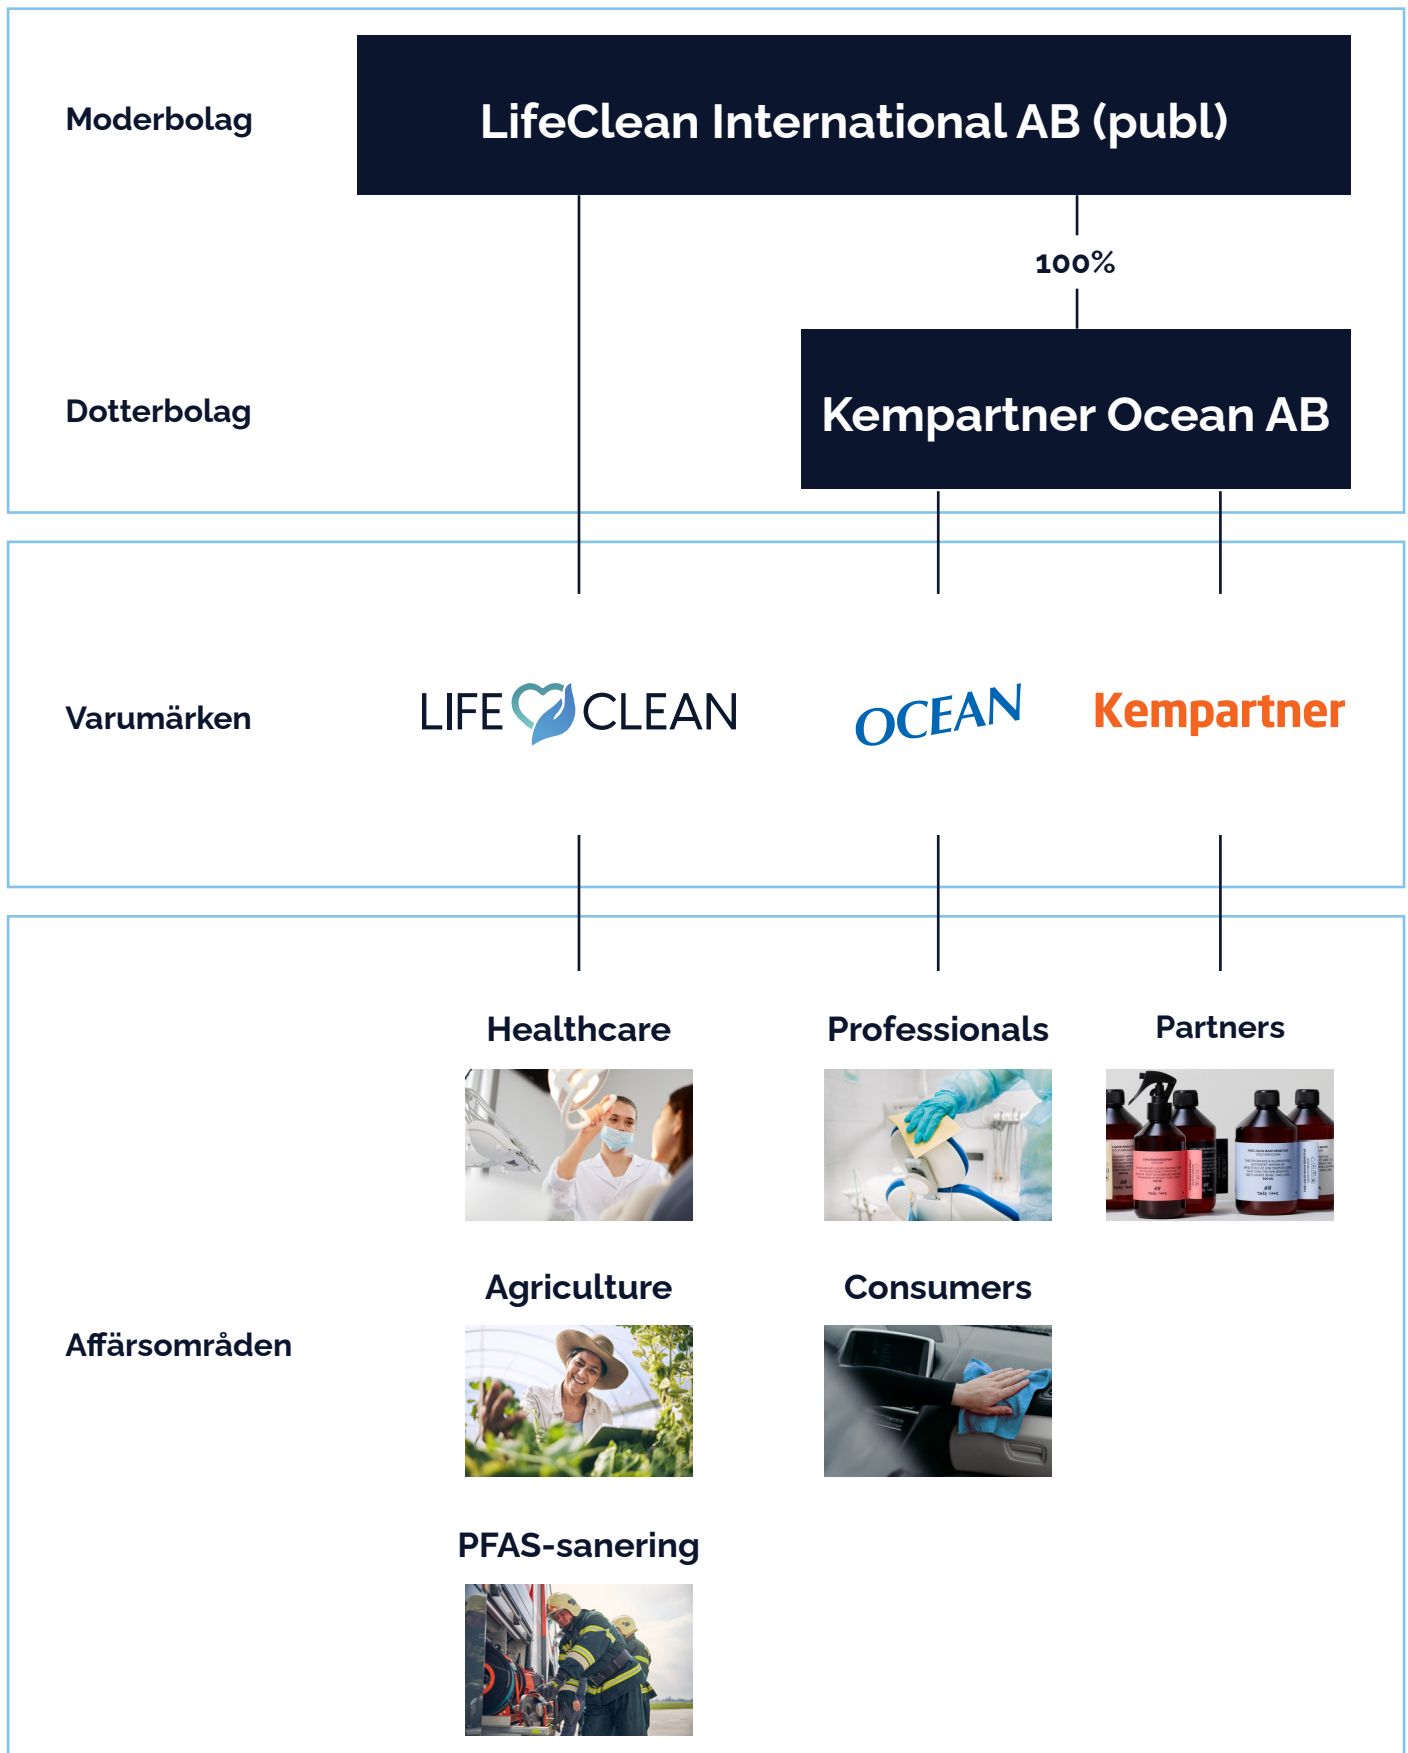 Moderbolag
LifeClean International AB (publ)
100%
Dotterbolag
Kempartner Ocean AB
Varumärken
LIFE CLEAN
OCEAN
Kempartner
Healthcare
Professionals
Partners
Agriculture
Consumers
Affärsområden
PFAS-sanering